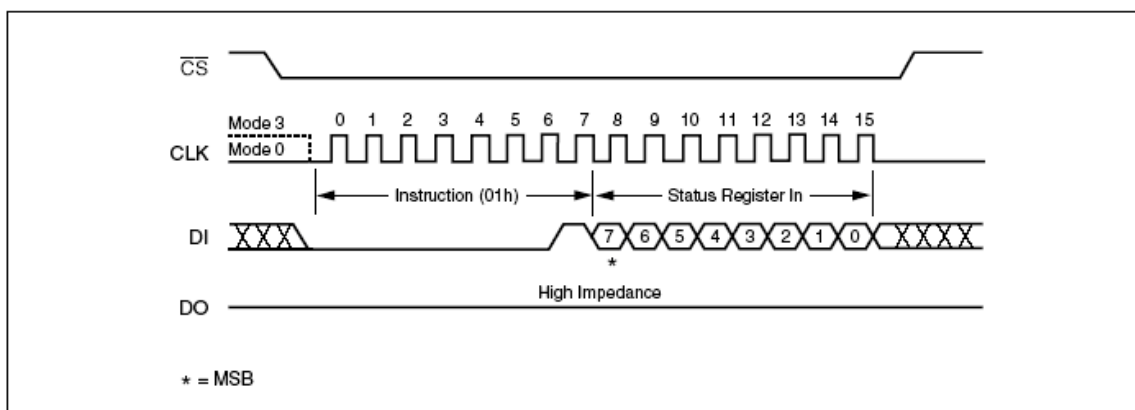 C̅S̅
Mode 3
0 1 2 3 4 5 6 7 8 9 10 11 12 13 14 15
CLK
Mode 0
Instruction (01h) Status Register In
DI 7 6 5 4 3 2 1 0
*
High Impedance
DO
* = MSB